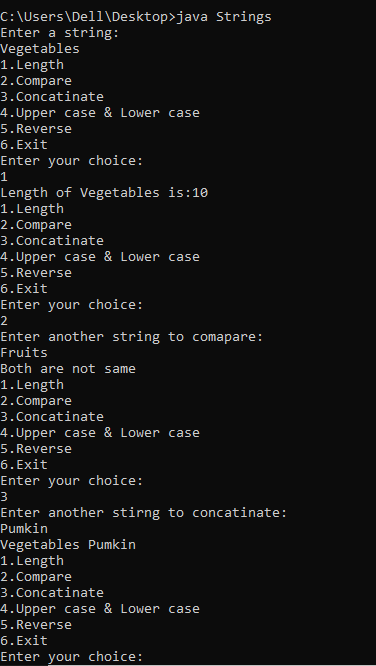 C:\Users\Dell\Desktop>java Strings
Enter a string:
Vegetables
1.Length
2.Compare
3.Concatinate
4.Upper case & Lower case
5.Reverse
6.Exit
Enter your choice:
1
Length of Vegetables is:10
1.Length
2.Compare
3.Concatinate
4.Upper case & Lower case
5.Reverse
6.Exit
Enter your choice:
2
Enter another string to comapare:
Fruits
Both are not same
1.Length
2.Compare
3.Concatinate
4.Upper case & Lower case
5.Reverse
6.Exit
Enter your choice:
3
Enter another stirng to concatinate:
Pumkin
Vegetables Pumkin
1.Length
2.Compare
3.Concatinate
4.Upper case & Lower case
5.Reverse
6.Exit
Enter your choice: